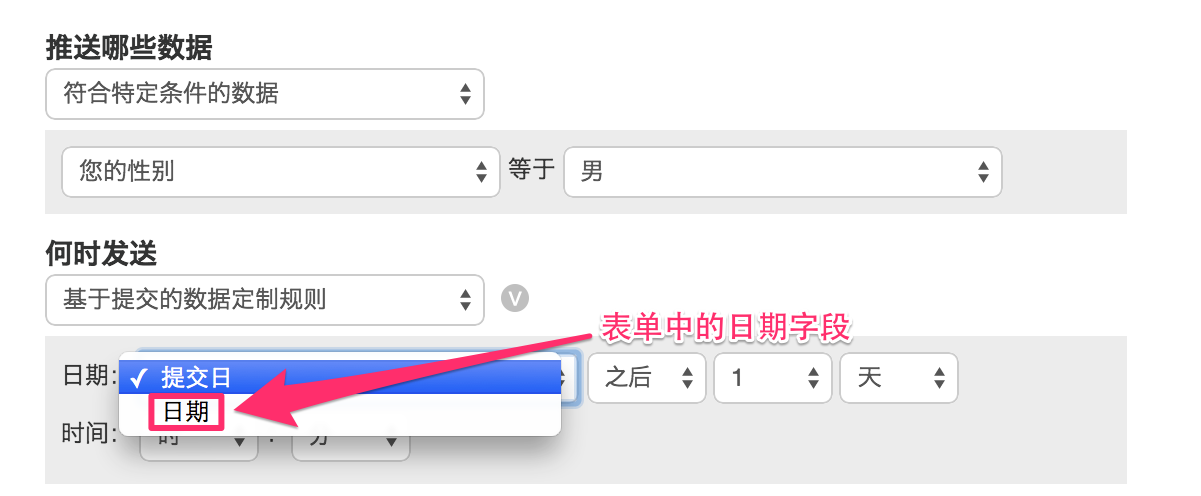 推送哪些数据
符合特定条件的数据
您的性别 等于 男
何时发送
基于提交的数据定制规则 V
表单中的日期字段
日期: ✓ 提交日 之后 1 天
日期
时间: 时 : 分